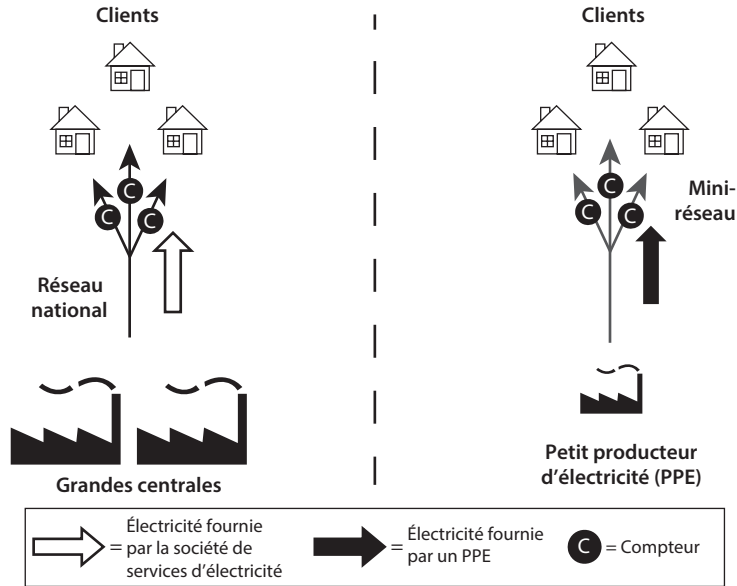 Clients
C
C
C
Réseau
national
Grandes centrales
Clients
C
C
C
Mini-
réseau
Petit producteur
d’électricité (PPE)
= Électricité fournie
par la société de
services d’électricité
= Électricité fournie
par un PPE
C = Compteur